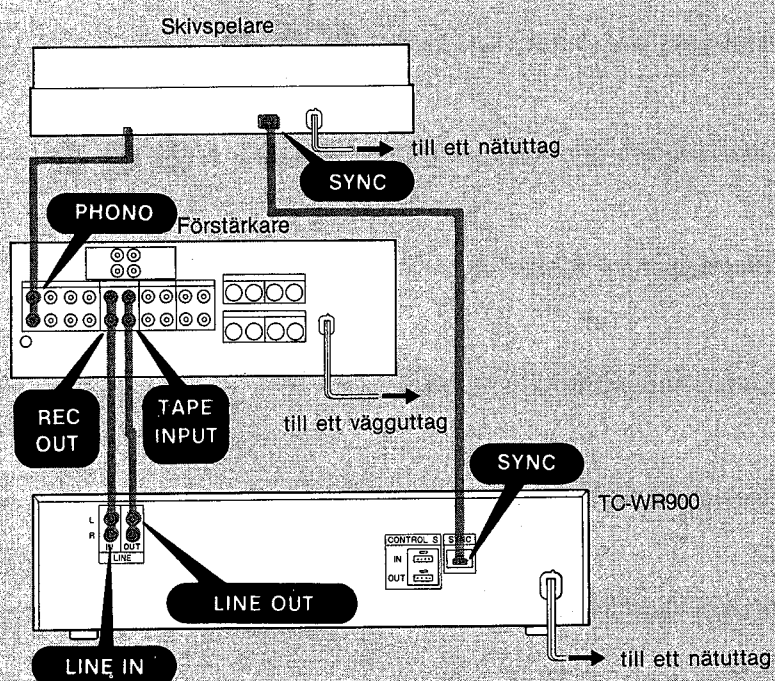 Skivspelare
till ett nätuttag
SYNC
PHONO
Förstärkare
REC
OUT
TAPE
INPUT
till ett vägguttag
SYNC
TC-WR900
L
R
IN OUT
LINE
CONTROL S SYNC
IN
OUT
LINE OUT
LINE IN
till ett nätuttag